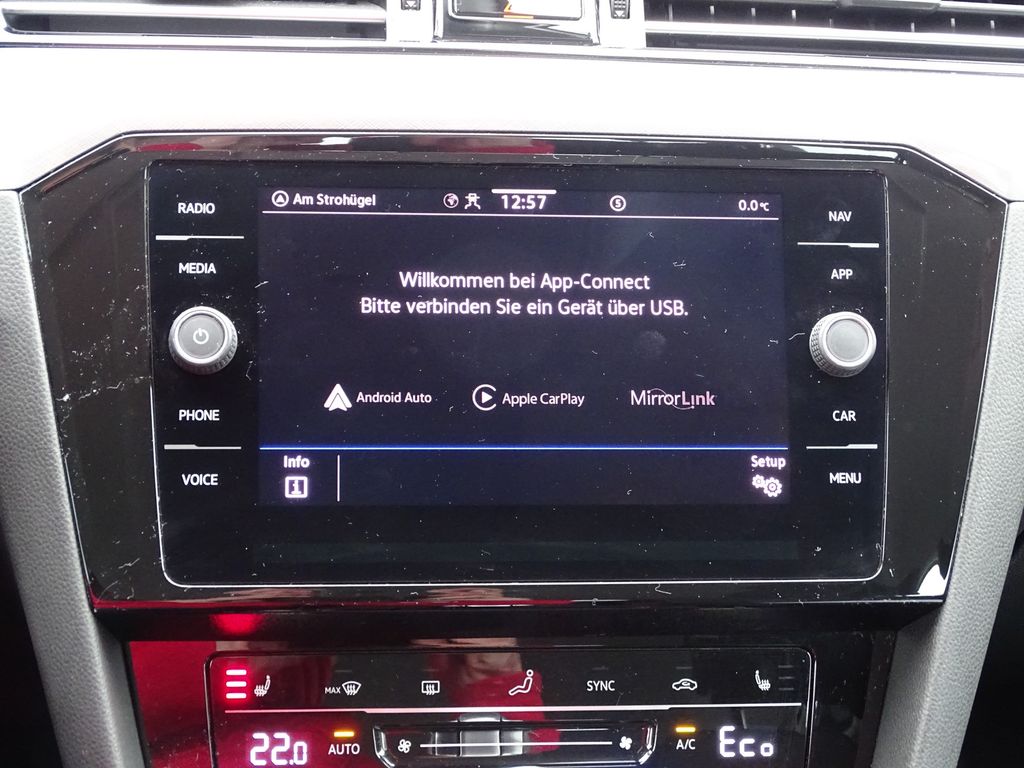 RADIO
MEDIA
PHONE
VOICE
Am Strohügel 12:57 5 0.0°C
Willkommen bei App-Connect
Bitte verbinden Sie ein Gerät über USB.
Android Auto Apple CarPlay MirrorLink
Info Setup
i
NAV
APP
CAR
MENU
MAX SYNC
22.0 AUTO A/C Eco